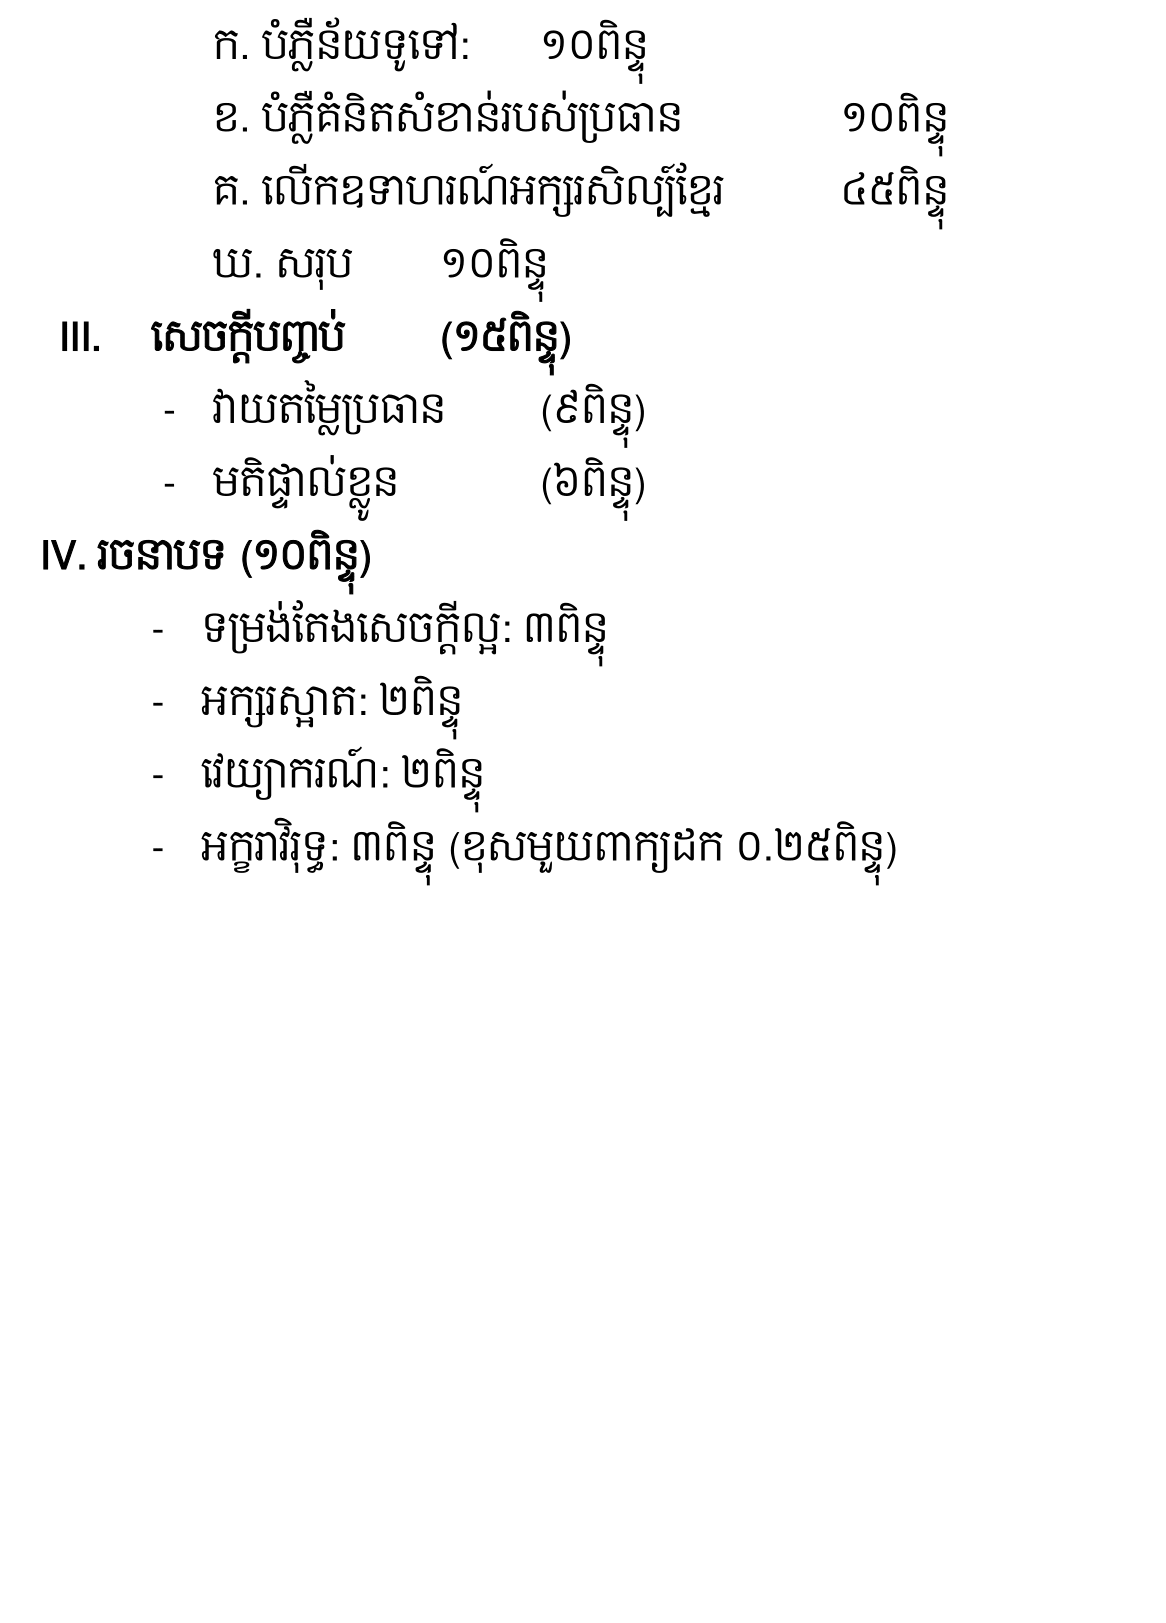 ក. បំភ្លឺន័យទូទៅ: ១០ពិន្ទុ
ខ. បំភ្លឺគំនិតសំខាន់របស់ប្រធាន ១០ពិន្ទុ
គ. លើកឧទាហរណ៍អក្សរសិល្ប៍ខ្មែរ ៤៥ពិន្ទុ
ឃ. សរុប ១០ពិន្ទុ
III. សេចក្ដីបញ្ចប់ (១៥ពិន្ទុ)
- វាយតម្លៃប្រធាន (៩ពិន្ទុ)
- មតិផ្ទាល់ខ្លួន (៦ពិន្ទុ)
IV. រចនាបទ (១០ពិន្ទុ)
- ទម្រង់តែងសេចក្ដីល្អ: ៣ពិន្ទុ
- អក្សរស្អាត: ២ពិន្ទុ
- វេយ្យាករណ៍: ២ពិន្ទុ
- អក្ខរាវិរុទ្ធ: ៣ពិន្ទុ (ខុសមួយពាក្យដក ០.២៥ពិន្ទុ)